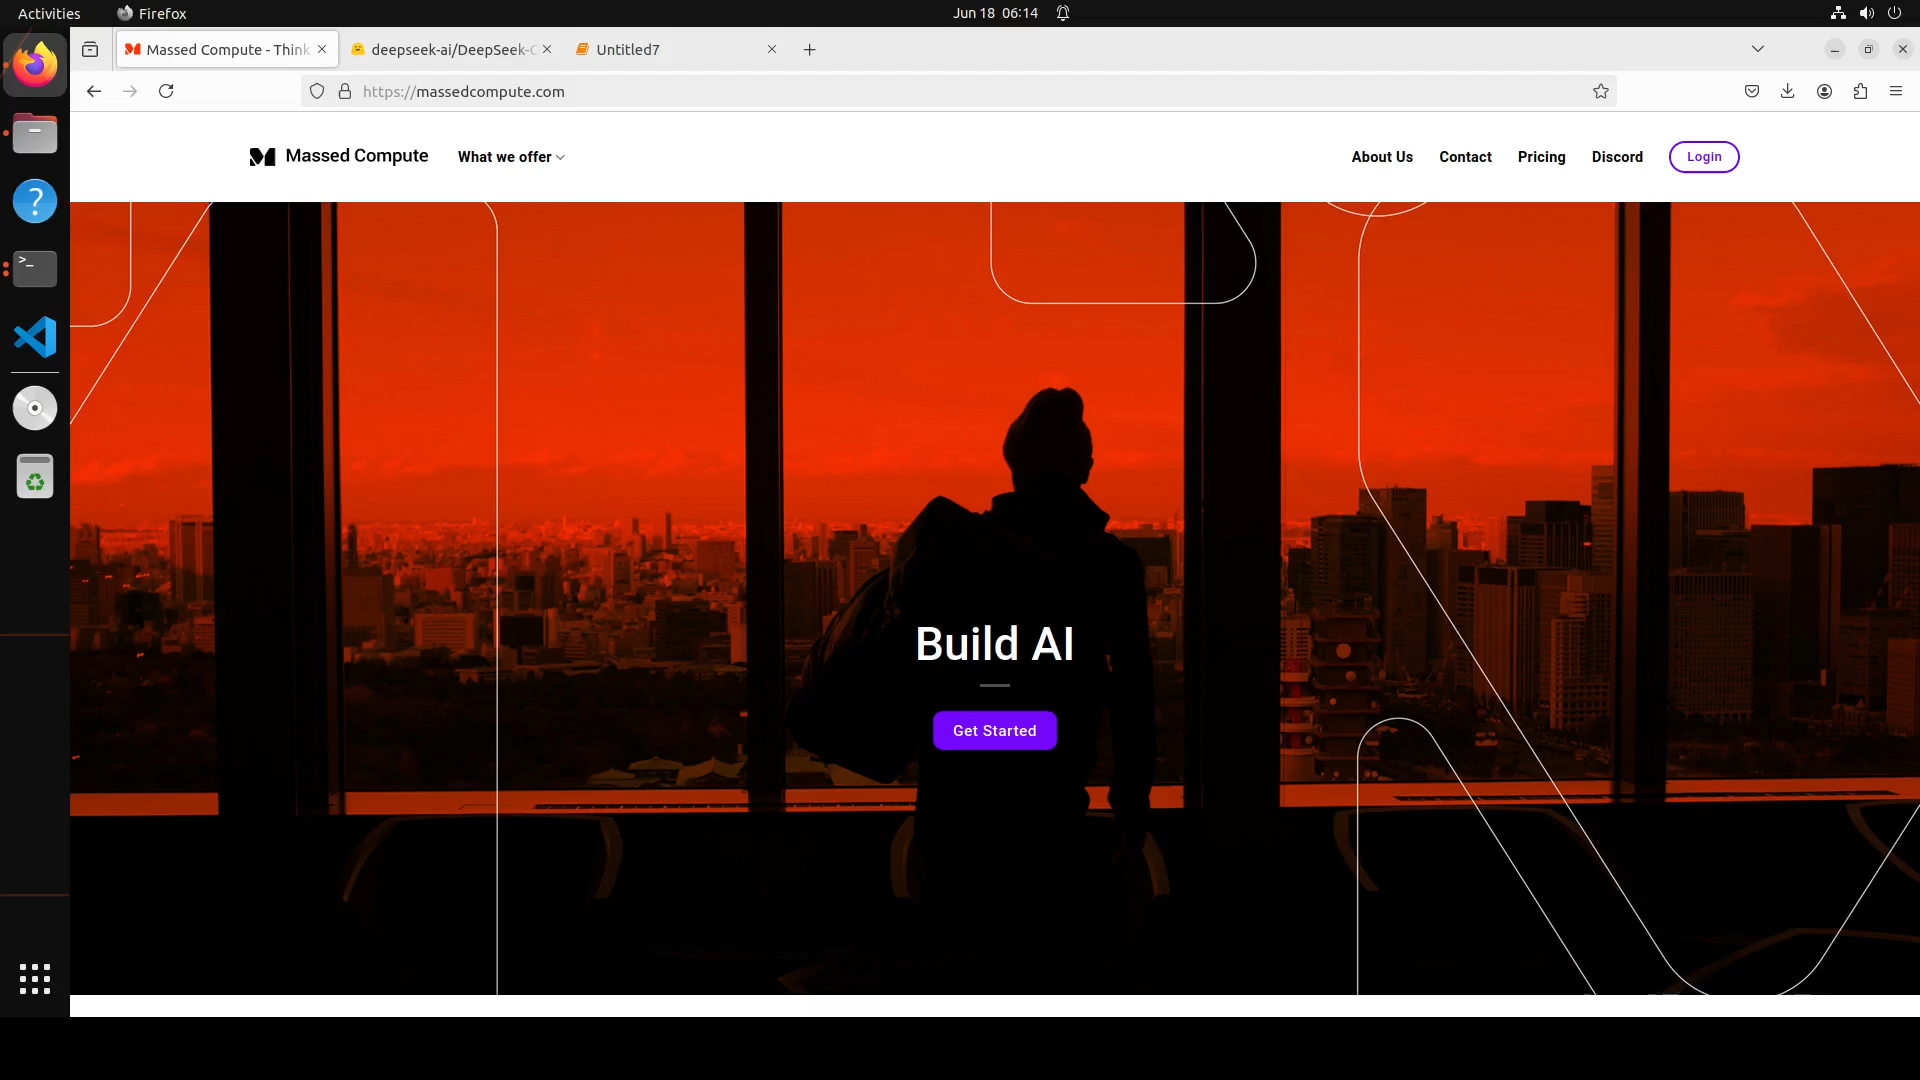 Activities
Firefox
Jun 18 06:14
Massed Compute - Think
deepseek-ai/DeepSeek-C
Untitled7
https://massedcompute.com
Massed Compute
What we offer
About Us
Contact
Pricing
Discord
Login
Build AI
Get Started